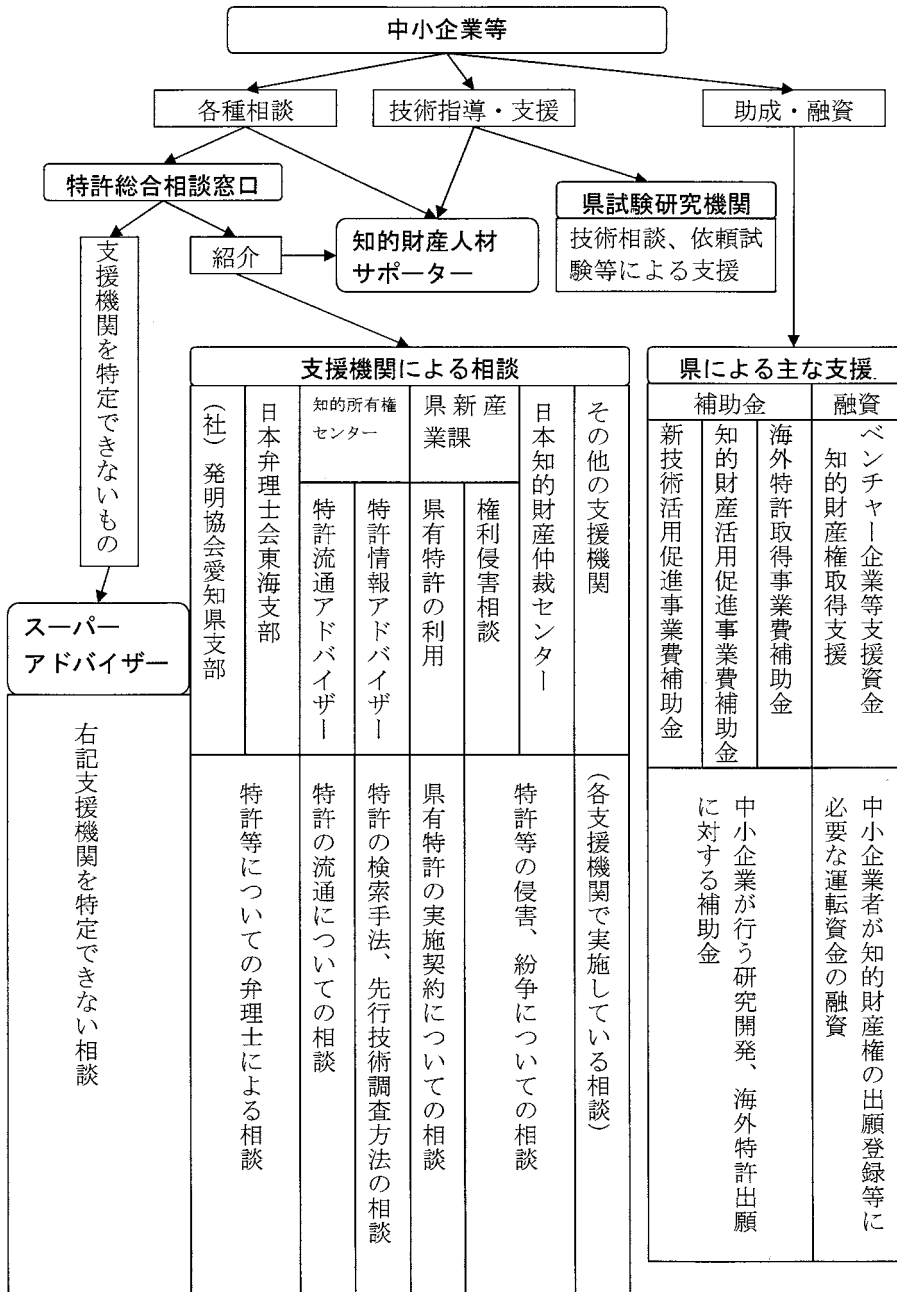 中小企業等
各種相談
技術指導・支援
助成・融資
特許総合相談窓口
県試験研究機関
技術相談、依頼試
験等による支援
知的財産人材
サポーター
紹介
支援機関を特定できないもの
スーパー
アドバイザー
右記支援機関を特定できない相談
支援機関による相談
（社）発明協会愛知県支部
日本弁理士会東海支部
知的所有権
センター
特許流通アドバイザー
特許情報アドバイザー
県新産
業課
県有特許の利用
権利侵害相談
日本知的財産仲裁センター
その他の支援機関
特許等についての弁理士による相談
特許の流通についての相談
特許の検索手法、先行技術調査方法の相談
県有特許の実施契約についての相談
特許等の侵害、紛争についての相談
（各支援機関で実施している相談）
県による主な支援
補助金
融資
新技術活用促進事業費補助金
知的財産活用促進事業費補助金
海外特許取得事業費補助金
ベンチャー企業等支援資金
知的財産権取得支援
中小企業が行う研究開発、海外特許出願
に対する補助金
中小企業者が知的財産権の出願登録等に
必要な運転資金の融資